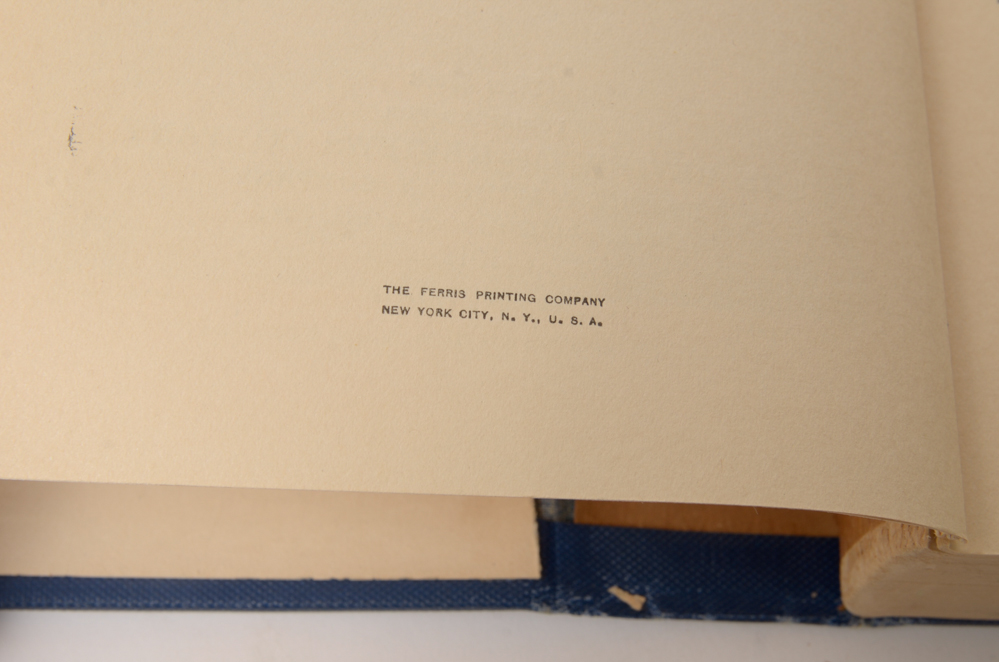 THE FERRIS PRINTING COMPANY
NEW YORK CITY, N. Y., U. S. A.